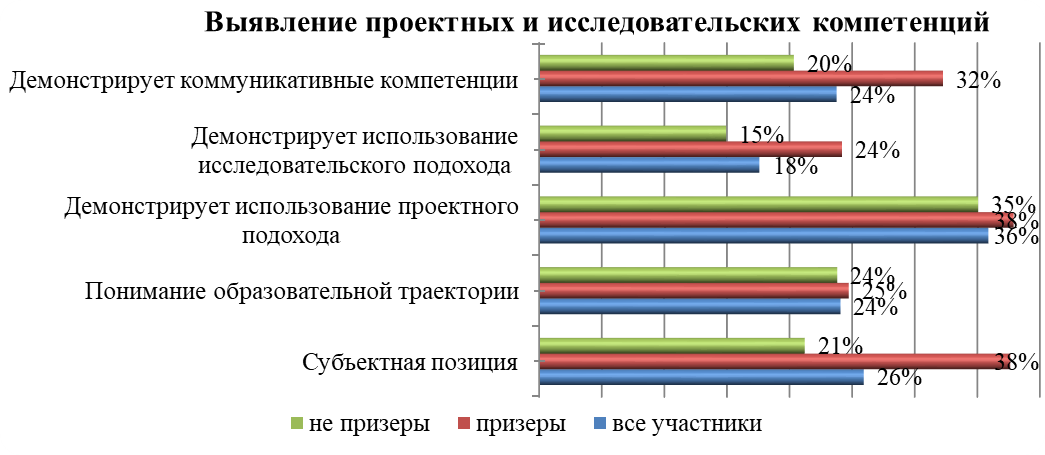 Выявление проектных и исследовательских компетенций
Демонстрирует коммуникативные компетенции
20%
32%
24%
Демонстрирует использование
исследовательского подохода
15%
24%
18%
Демонстрирует использование проектного
подохода
35%
38%
36%
Понимание образовательной траектории
24%
25%
24%
Субъектная позиция
21%
38%
26%
не призеры призеры все участники